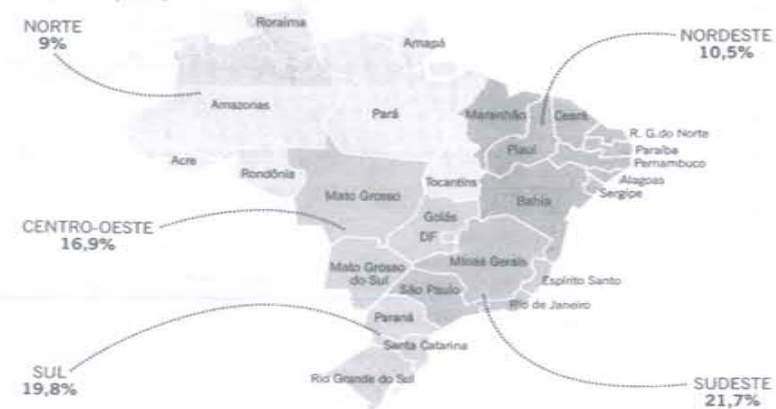 NORTE
9%
Roraima
Amapá
NORDESTE
10,5%
Amazonas
Pará
Maranhão
Ceará
R. G.do Norte
Paraíba
Piauí
Pernambuco
Acre
Rondônia
Tocantins
Alagoas
Sergipe
Mato Grosso
Bahia
CENTRO-OESTE
16,9%
Goiás
DF
Mato Grosso
do Sul
Minas Gerais
Espírito Santo
São Paulo
Rio de Janeiro
Paraná
SUL
19,8%
Santa Catarina
Rio Grande do Sul
SUDESTE
21,7%